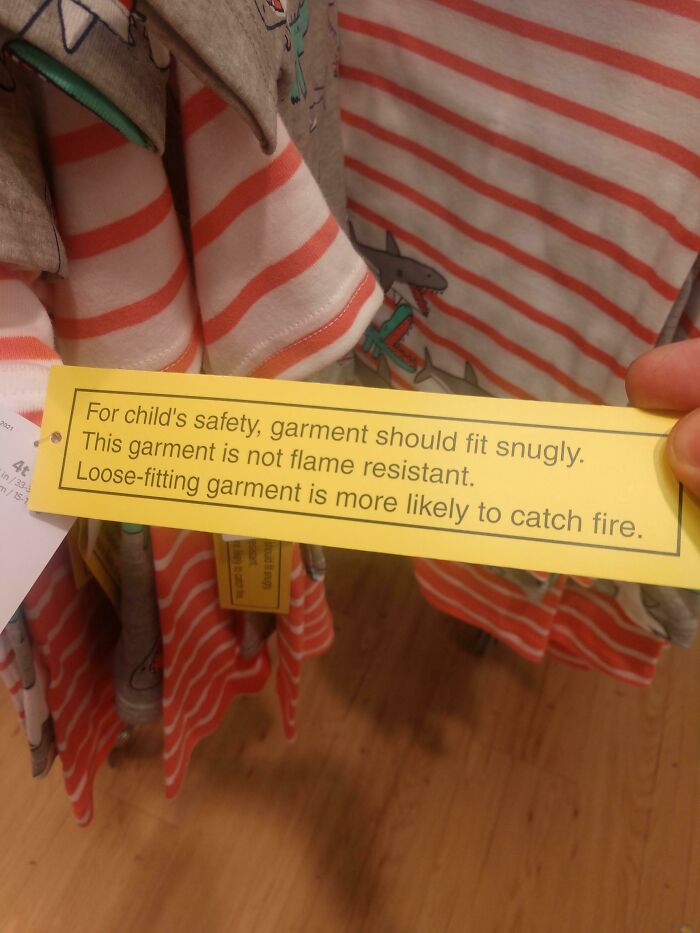 For child's safety, garment should fit snugly.
This garment is not flame resistant.
Loose-fitting garment is more likely to catch fire.
2021
4t